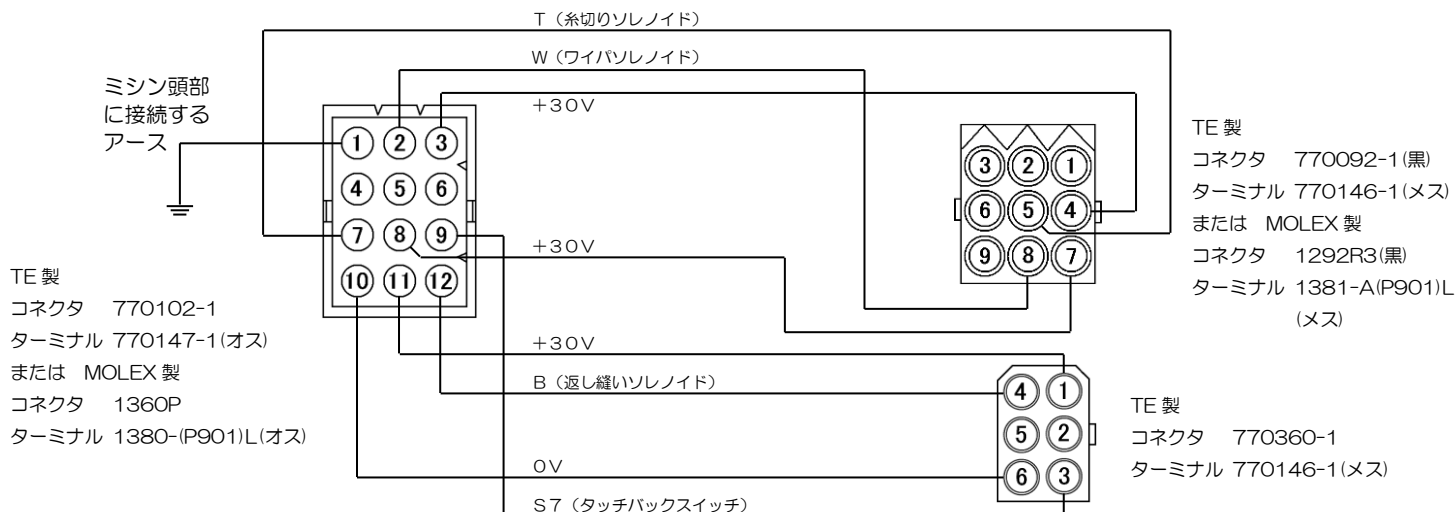 T（糸切りソレノイド）
W（ワイパソレノイド）
+30V
ミシン頭部
に接続する
アース
1 2 3
4 5 6
7 8 9
10 11 12
3 2 1
6 5 4
9 8 7
TE 製
コネクタ 770092-1(黒)
ターミナル 770146-1(メス)
または MOLEX 製
コネクタ 1292R3(黒)
ターミナル 1381-A(P901)L
(メス)
+30V
TE 製
コネクタ 770102-1
ターミナル 770147-1(オス)
または MOLEX 製
コネクタ 1360P
ターミナル 1380-(P901)L(オス)
+30V
B（返し縫いソレノイド）
0V
S7（タッチバックスイッチ）
4 1
5 2
6 3
TE 製
コネクタ 770360-1
ターミナル 770146-1(メス)